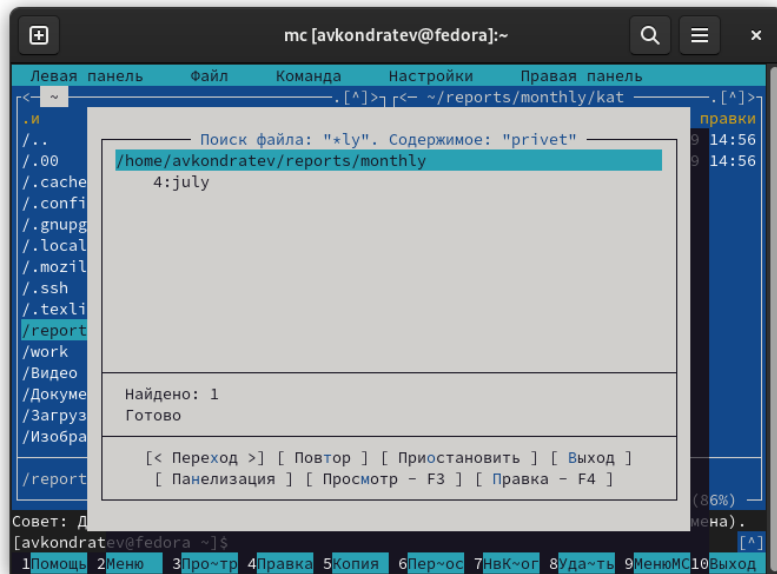 mc [avkondratev@fedora]:~
Левая панель Файл Команда Настройки Правая панель
<─ ~ ─.[^]>┐┌<─ ~/reports/monthly/kat ─.[^]>
.и правки
/.. 9 14:56
/.00 9 14:56
/.cache
/.confi
/.gnupg
/.local
/.mozil
/.ssh
/.texli
/report
/work
/Видео
/Докуме
/Загруз
/Изобра
Поиск файла: "*ly". Содержимое: "privet"
/home/avkondratev/reports/monthly
4:july
Найдено: 1
Готово
[< Переход >] [ Повтор ] [ Приостановить ] [ Выход ]
[ Панелизация ] [ Просмотр - F3 ] [ Правка - F4 ]
/report
(86%)
Совет: Д мена).
[avkondratev@fedora ~]$ [^]
1Помощь 2Меню 3Про~тр 4Правка 5Копия 6Пер~ос 7НвК~ог 8Уда~ть 9МенюMC 10Выход